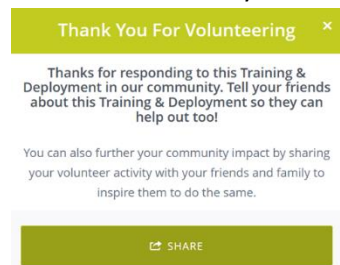 Thank You For Volunteering ×
Thanks for responding to this Training &
Deployment in our community. Tell your friends
about this Training & Deployment so they can
help out too!
You can also further your community impact by sharing
your volunteer activity with your friends and family to
inspire them to do the same.
SHARE